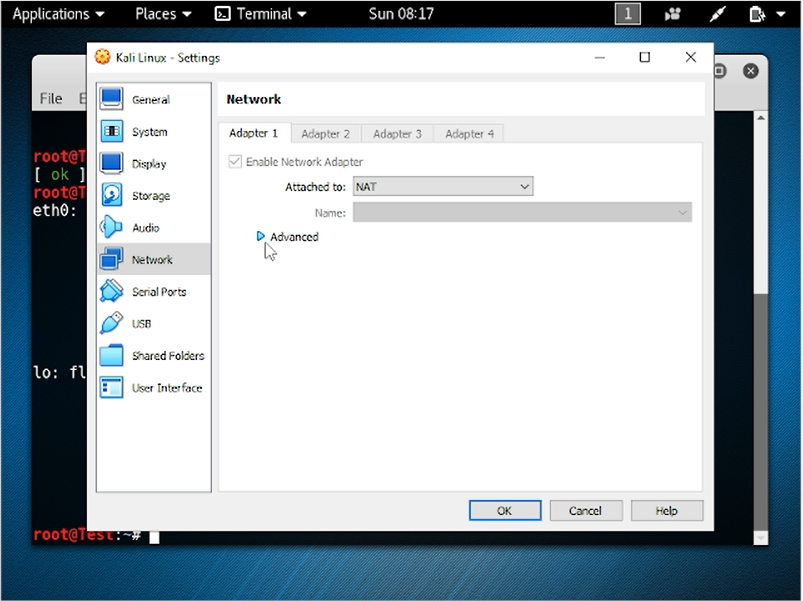 Applications Places Terminal Sun 08:17 1
Kali Linux - Settings
File
root@T
[ ok ]
root@T
eth0:
lo: fl
root@Test:~#
General
System
Display
Storage
Audio
Network
Serial Ports
USB
Shared Folders
User Interface
Network
Adapter 1 Adapter 2 Adapter 3 Adapter 4
Enable Network Adapter
Attached to: NAT
Name:
Advanced
OK Cancel Help